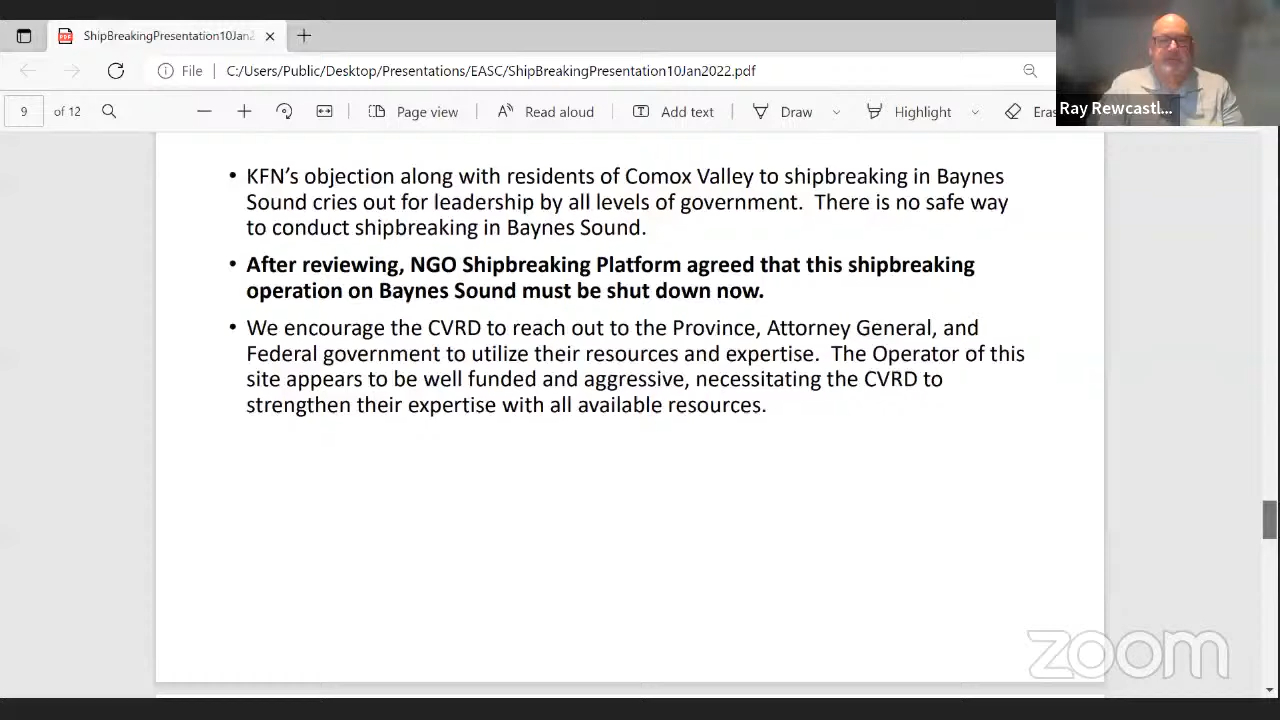 ShipBreakingPresentation10Jan2
File C:/Users/Public/Desktop/Presentations/EASC/ShipBreakingPresentation10Jan2022.pdf
9 of 12 Page view Read aloud Add text Draw Highlight Eras
Ray Rewcastl...
• KFN's objection along with residents of Comox Valley to shipbreaking in Baynes
Sound cries out for leadership by all levels of government. There is no safe way
to conduct shipbreaking in Baynes Sound.
• After reviewing, NGO Shipbreaking Platform agreed that this shipbreaking
operation on Baynes Sound must be shut down now.
• We encourage the CVRD to reach out to the Province, Attorney General, and
Federal government to utilize their resources and expertise. The Operator of this
site appears to be well funded and aggressive, necessitating the CVRD to
strengthen their expertise with all available resources.
zoom